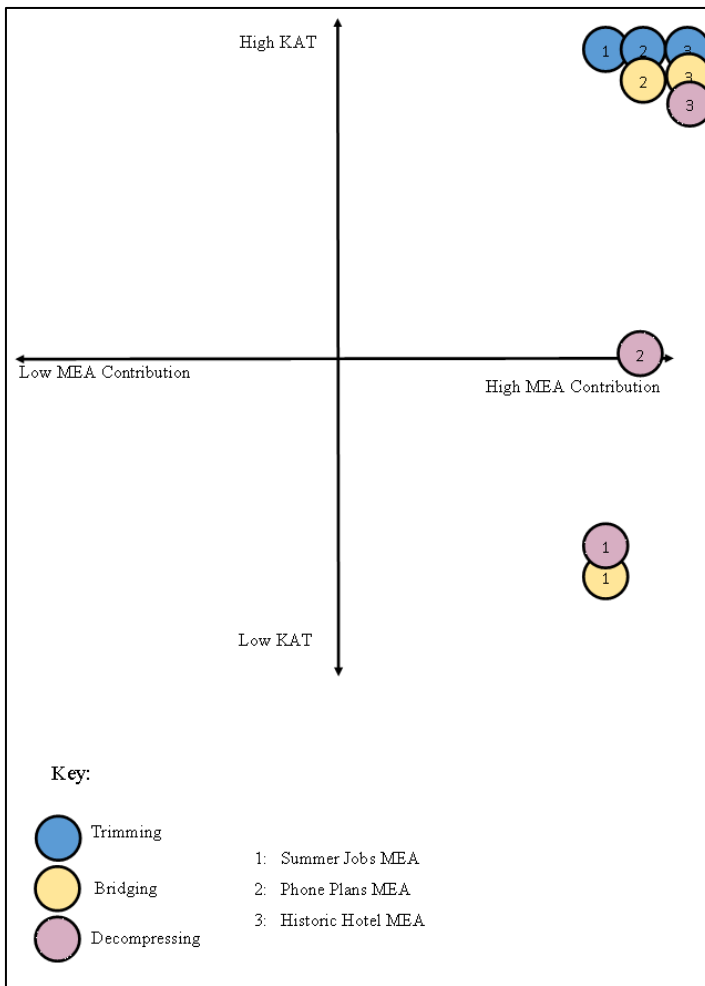 High KAT
1 2 3
2 3
3
2
Low MEA Contribution
High MEA Contribution
1
1
Low KAT
Key:
Trimming
1: Summer Jobs MEA
Bridging
2: Phone Plans MEA
3: Historic Hotel MEA
Decompressing